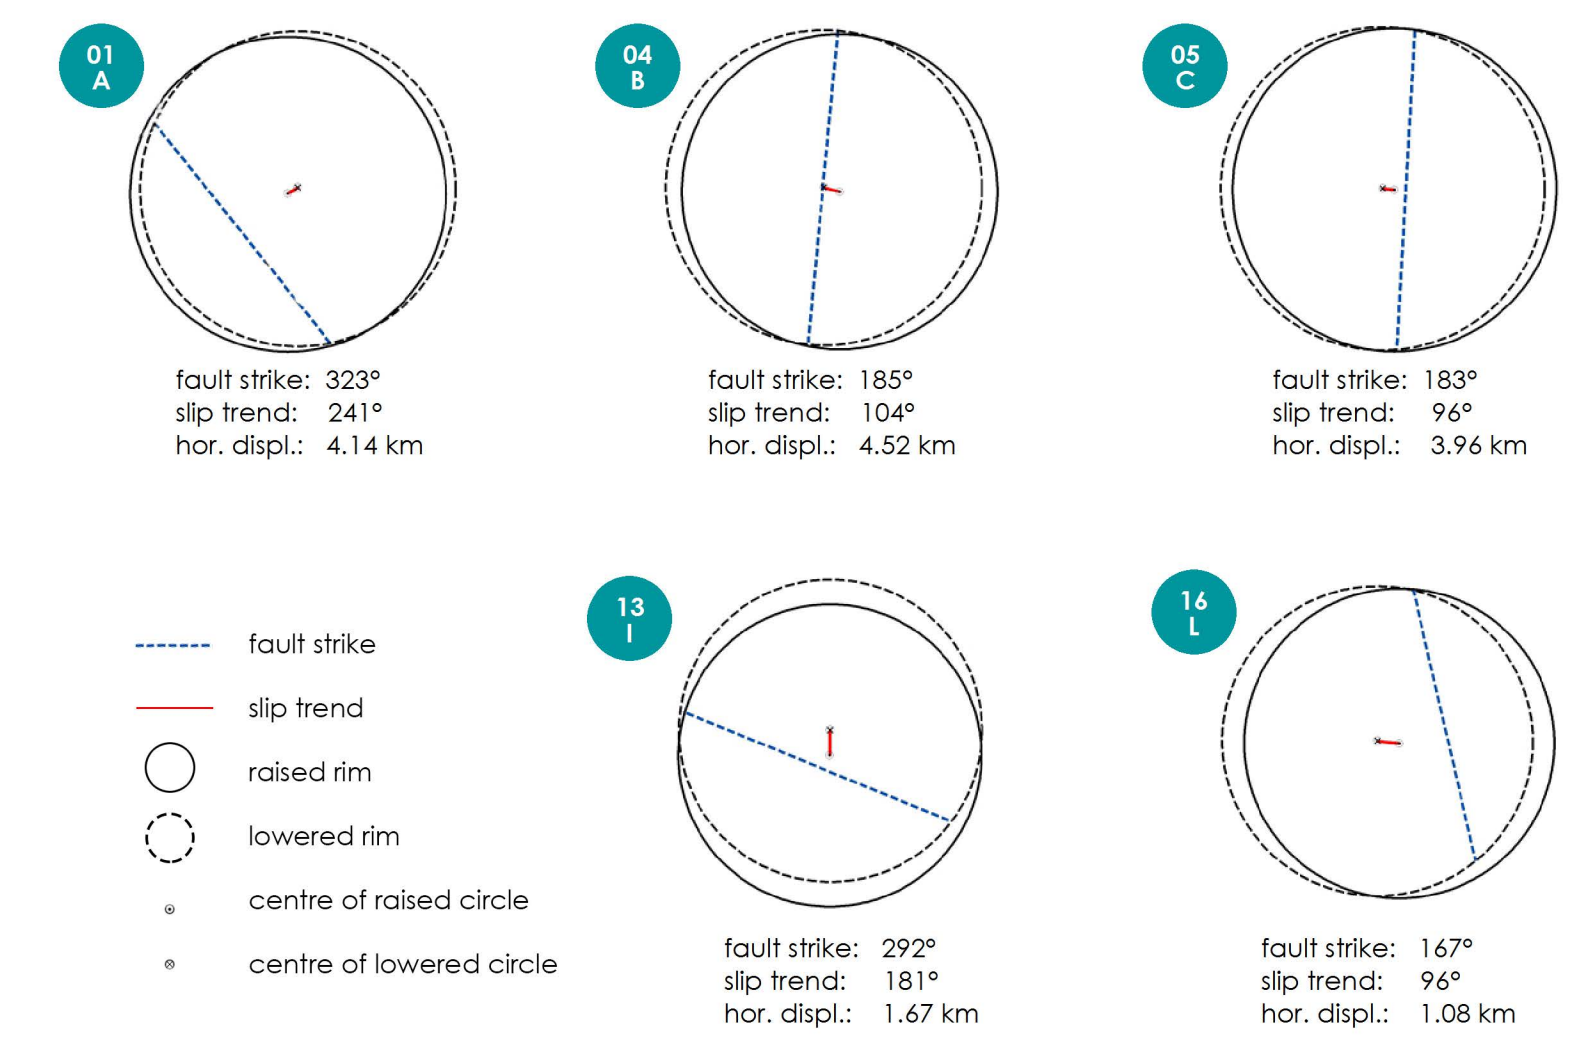 01
A
04
B
05
C
fault strike: 323°
slip trend: 241°
hor. displ.: 4.14 km
fault strike: 185°
slip trend: 104°
hor. displ.: 4.52 km
fault strike: 183°
slip trend: 96°
hor. displ.: 3.96 km
fault strike
slip trend
raised rim
lowered rim
centre of raised circle
centre of lowered circle
13
I
16
L
fault strike: 292°
slip trend: 181°
hor. displ.: 1.67 km
fault strike: 167°
slip trend: 96°
hor. displ.: 1.08 km